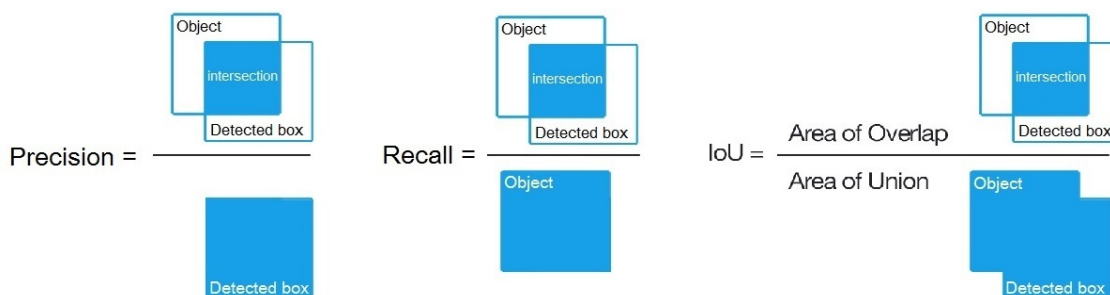 Object
intersection
Detected box
Precision =
Detected box
Object
intersection
Detected box
Recall =
Object
Object
intersection
Detected box
IoU =
Area of Overlap
Area of Union
Object
Detected box